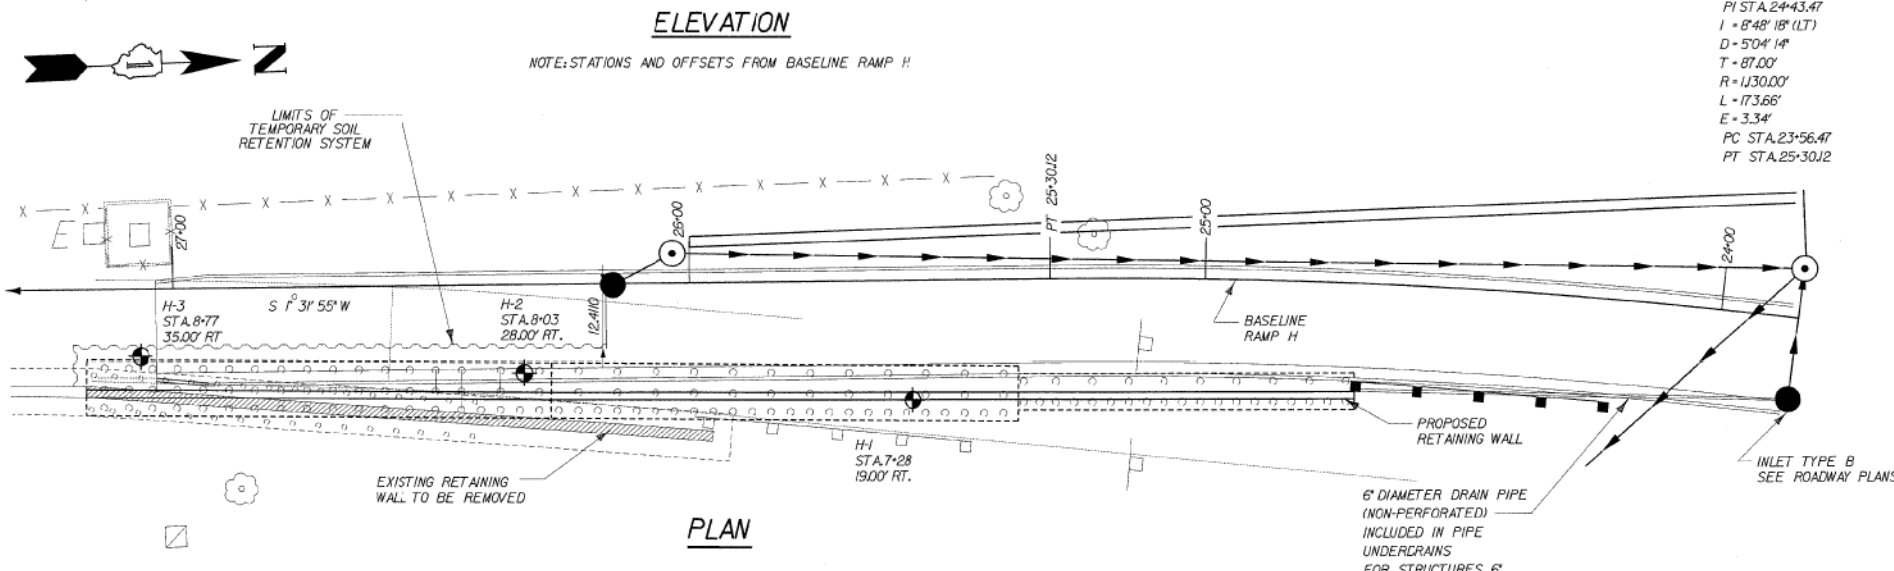 ELEVATION
NOTE: STATIONS AND OFFSETS FROM BASELINE RAMP H
PI STA. 24+43.47
I = 8°48' 18" (LT)
D = 5°04' 14"
T = 87.00'
R = 1,130.00'
L = 173.66'
E = 3.34'
PC STA. 23+56.47
PT STA. 25+30.12
N
1
LIMITS OF
TEMPORARY SOIL
RETENTION SYSTEM
E
27+00
26+00
PT 25+30.12
25+00
24+00
H-3
STA. 8+77
35.00' RT
S 1° 31' 55" W
H-2
STA. 8+03
28.00' RT.
12.4110
BASELINE
RAMP H
PROPOSED
RETAINING WALL
H-1
STA. 7+28
19.00' RT.
EXISTING RETAINING
WALL TO BE REMOVED
INLET TYPE B
SEE ROADWAY PLANS
6" DIAMETER DRAIN PIPE
(NON-PERFORATED)
INCLUDED IN PIPE
UNDERDRAINS
FOR STRUCTURES 6"
PLAN